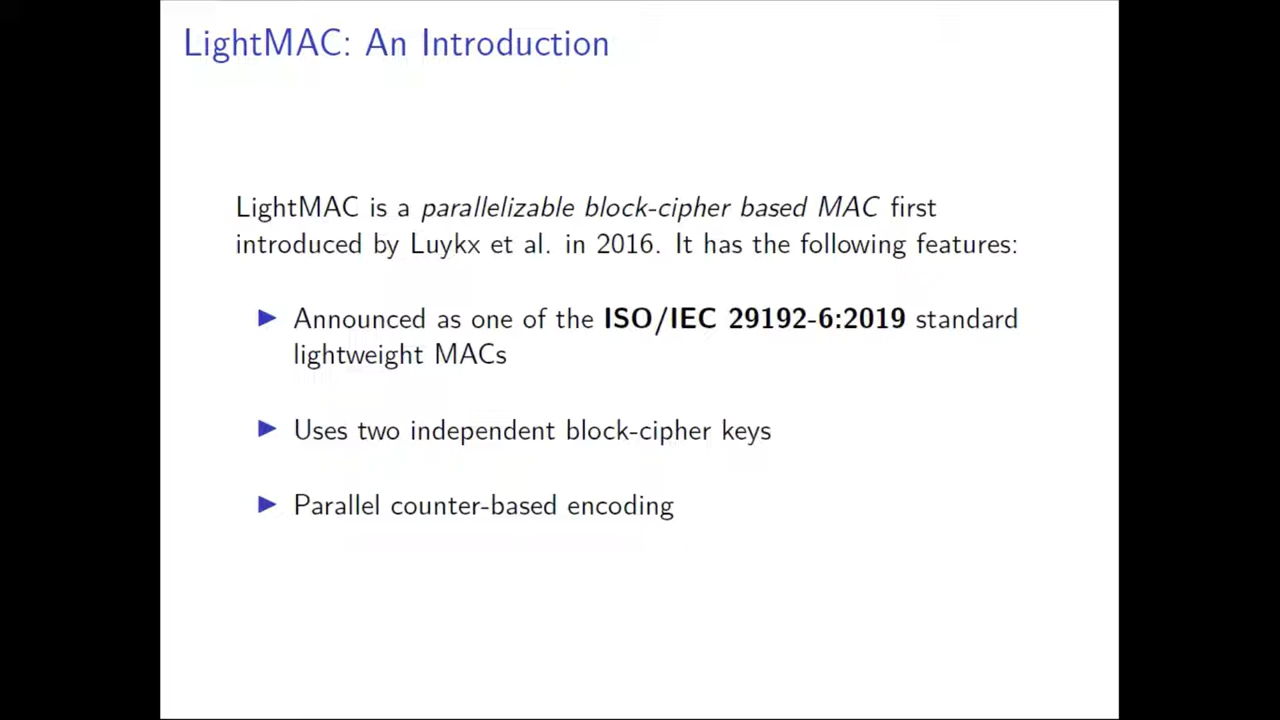 LightMAC: An Introduction
LightMAC is a parallelizable block-cipher based MAC first
introduced by Luykx et al. in 2016. It has the following features:
▶ Announced as one of the ISO/IEC 29192-6:2019 standard
lightweight MACs
▶ Uses two independent block-cipher keys
▶ Parallel counter-based encoding